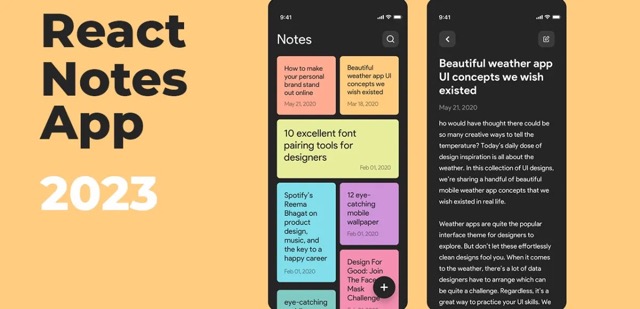 React
Notes
App
2023
9:41
Notes
How to make
your personal
brand stand
out online
May 21, 2020
Beautiful
weather app UI
concepts we
wish existed
Mar 18, 2020
10 excellent font
pairing tools for
designers
Feb 01, 2020
Spotify's
Reema
Bhagat on
product
design,
music, and
the key to a
happy career
Feb 01, 2020
12 eye-
catching
mobile
wallpaper
Feb 01, 2020
Design For
Good: Join
The Face
Mask
Challenge
eye-catching
9:41
Beautiful weather app
UI concepts we wish
existed
May 21, 2020
ho would have thought there could be
so many creative ways to tell the
temperature? Today's daily dose of
design inspiration is all about the
weather. In this collection of UI designs,
we're sharing a handful of beautiful
mobile weather app concepts that we
wish existed in real life.
Weather apps are quite the popular
interface theme for designers to
explore. But don't let these effortlessly
clean designs fool you. When it comes
to the weather, there's a lot of data
designers have to arrange which can
be quite a challenge. Regardless, it's a
great way to practice your UI skills. We